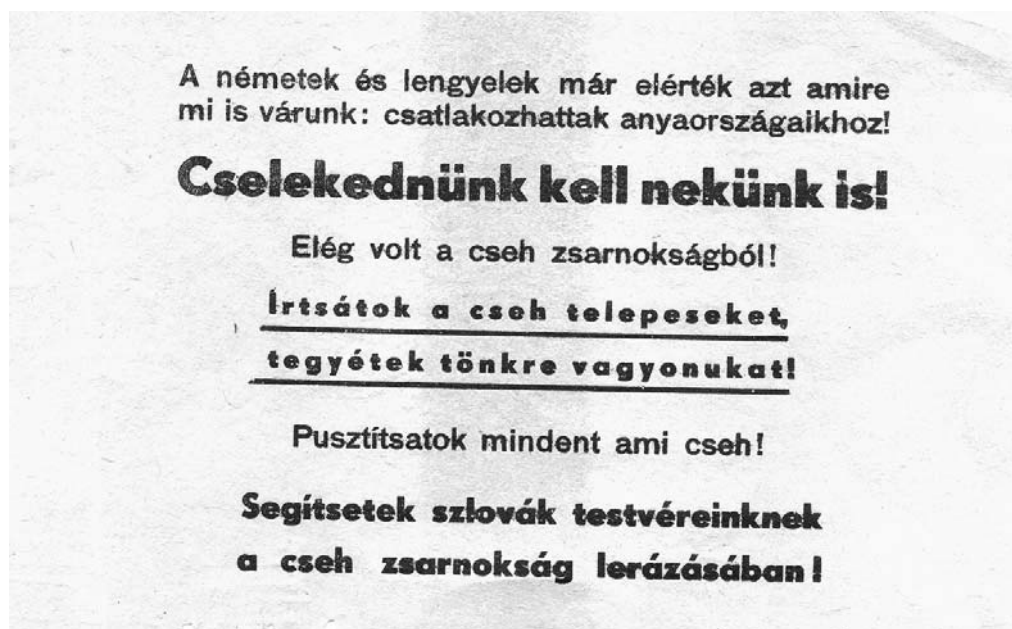 A németek és lengyelek már elérték azt amire
mi is várunk: csatlakozhattak anyaországaikhoz!
Cselekednünk kell nekünk is!
Elég volt a cseh zsarnokságból!
Írtsátok a cseh telepeseket,
tegyétek tönkre vagyonukat!
Pusztítsatok mindent ami cseh!
Segítsetek szlovák testvéreinknek
a cseh zsarnokság lerázásában!